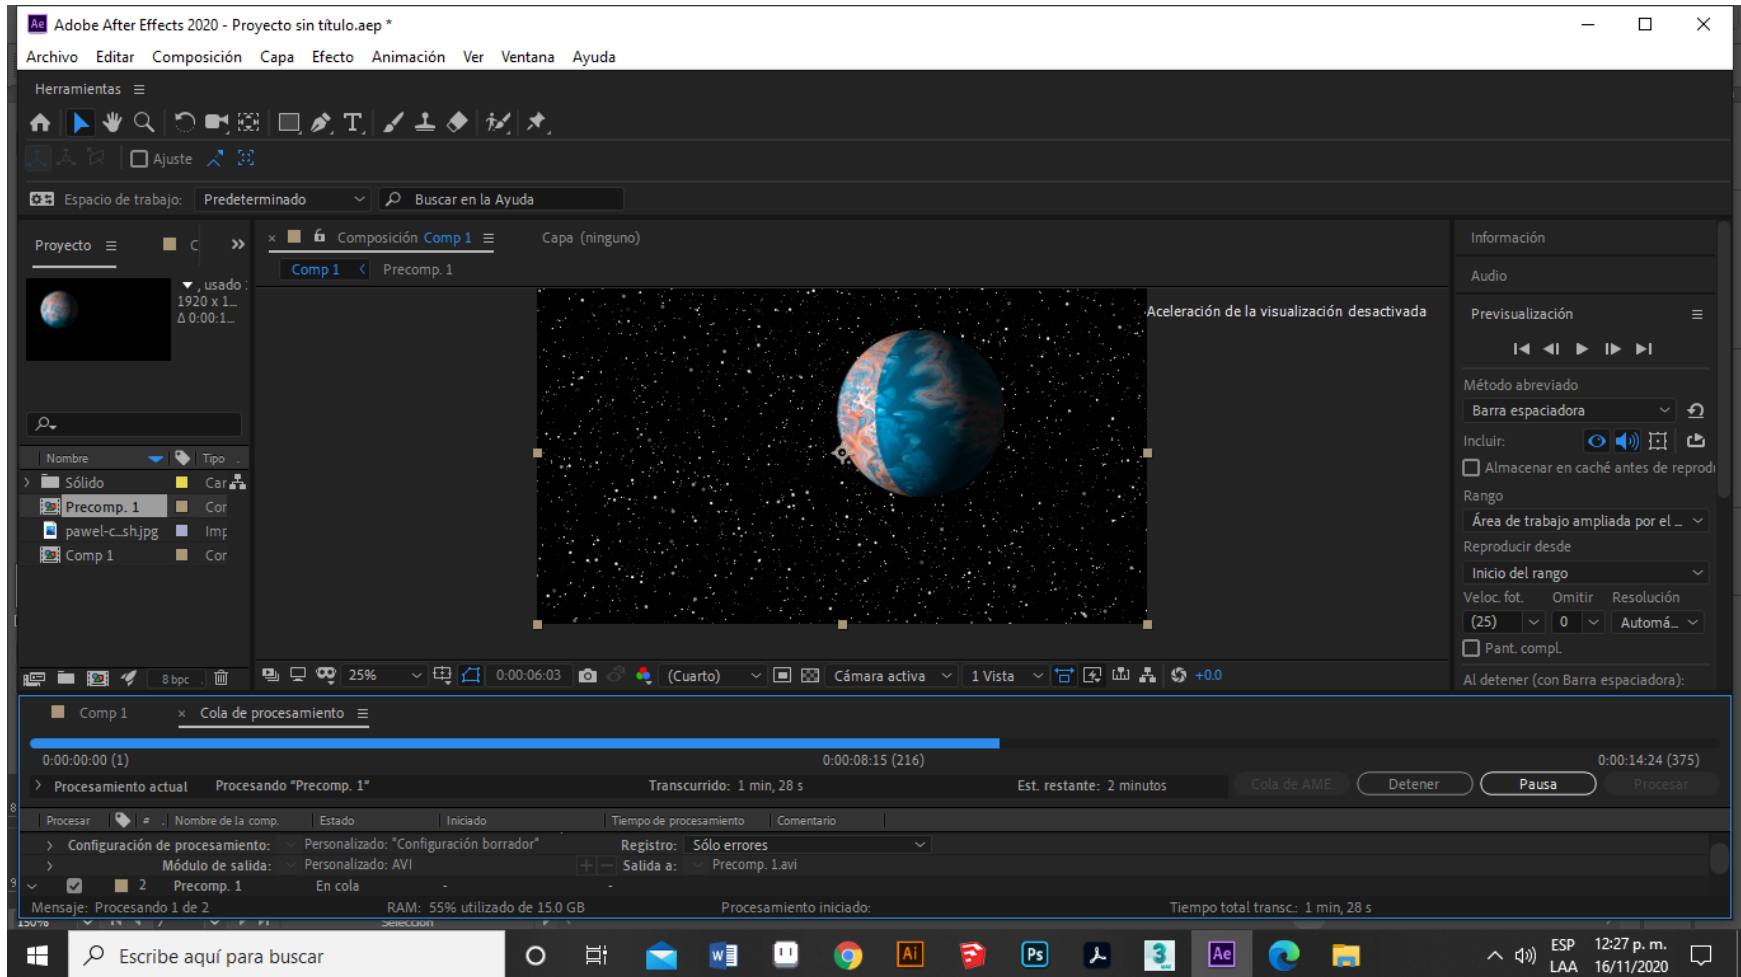 Ae Adobe After Effects 2020 - Proyecto sin título.aep *
Archivo Editar Composición Capa Efecto Animación Ver Ventana Ayuda
Herramientas
Ajuste
Espacio de trabajo: Predeterminado Buscar en la Ayuda
Proyecto C Composición Comp 1 Capa (ninguno) Información
Comp 1 Precomp. 1
Audio
, usado
1920 x 1...
Δ 0:00:1...
Aceleración de la visualización desactivada
Previsualización
Método abreviado
Barra espaciadora
Incluir:
Almacenar en caché antes de reprodu
Nombre Tipo
Sólido Car
Precomp. 1 Cor
pawel-c...sh.jpg Imp
Comp 1 Cor
Rango
Área de trabajo ampliada por el ...
Reproducir desde
Inicio del rango
Veloc. fot. Omitir Resolución
(25) 0 Automá...
Pant. compl.
Al detener (con Barra espaciadora):
8 bpc 25% 0:00:06:03 (Cuarto) Cámara activa 1 Vista +0.0
Comp 1 Cola de procesamiento
0:00:00:00 (1) 0:00:08:15 (216) 0:00:14:24 (375)
Procesamiento actual Procesando "Precomp. 1" Transcurrido: 1 min, 28 s Est. restante: 2 minutos Cola de AME Detener Pausa Procesar
Procesar # Nombre de la comp. Estado Iniciado Tiempo de procesamiento Comentario
Configuración de procesamiento: Personalizado: "Configuración borrador" Registro: Sólo errores
Módulo de salida: Personalizado: AVI Salida a: Precomp. 1.avi
2 Precomp. 1 En cola - -
Mensaje: Procesando 1 de 2 RAM: 55% utilizado de 15.0 GB Procesamiento iniciado: Tiempo total transc.: 1 min, 28 s
150% Selección
Escribe aquí para buscar Ai Ps 3 Ae ESP 12:27 p. m.
LAA 16/11/2020